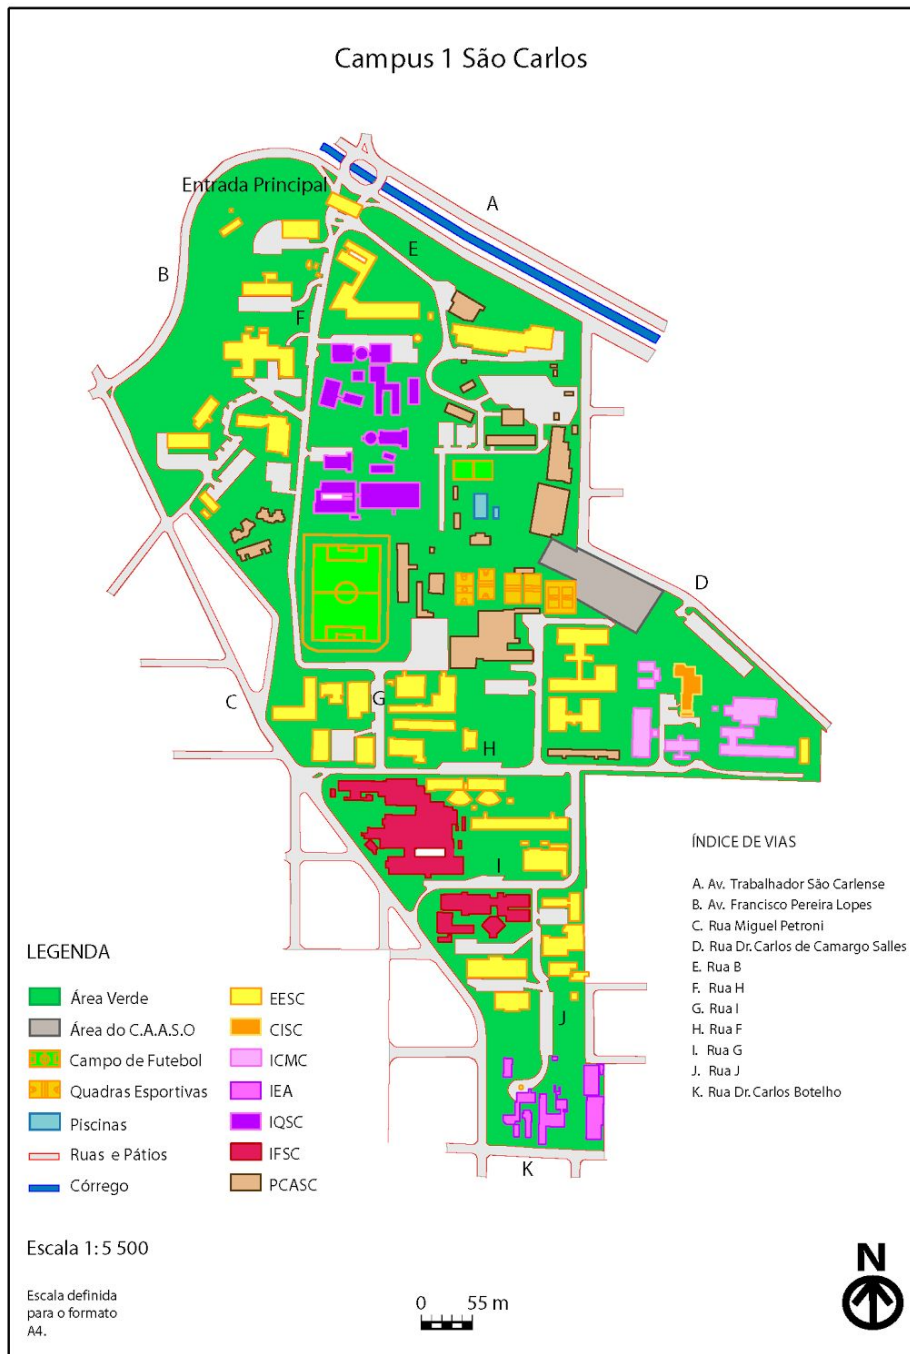 Campus 1 São Carlos
Entrada Principal
A
E
B
F
D
C
G
H
I
J
K
ÍNDICE DE VIAS
A. Av. Trabalhador São Carlense
B. Av. Francisco Pereira Lopes
C. Rua Miguel Petroni
D. Rua Dr. Carlos de Camargo Salles
E. Rua B
F. Rua H
G. Rua I
H. Rua F
I. Rua G
J. Rua J
K. Rua Dr. Carlos Botelho
LEGENDA
Área Verde
Área do C.A.A.S.O
Campo de Futebol
Quadras Esportivas
Piscinas
Ruas e Pátios
Córrego
EESC
CISC
ICMC
IEA
IQSC
IFSC
PCASC
Escala 1:5 500
Escala definida
para o formato
A4.
0 55 m
N